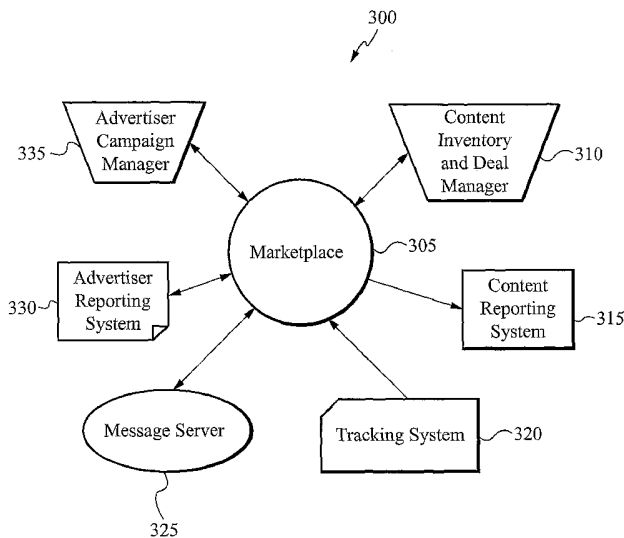 300
Advertiser
Campaign
Manager
335
Content
Inventory
and Deal
Manager
310
Marketplace
305
Advertiser
Reporting
System
330
Content
Reporting
System
315
Message Server
325
Tracking System
320